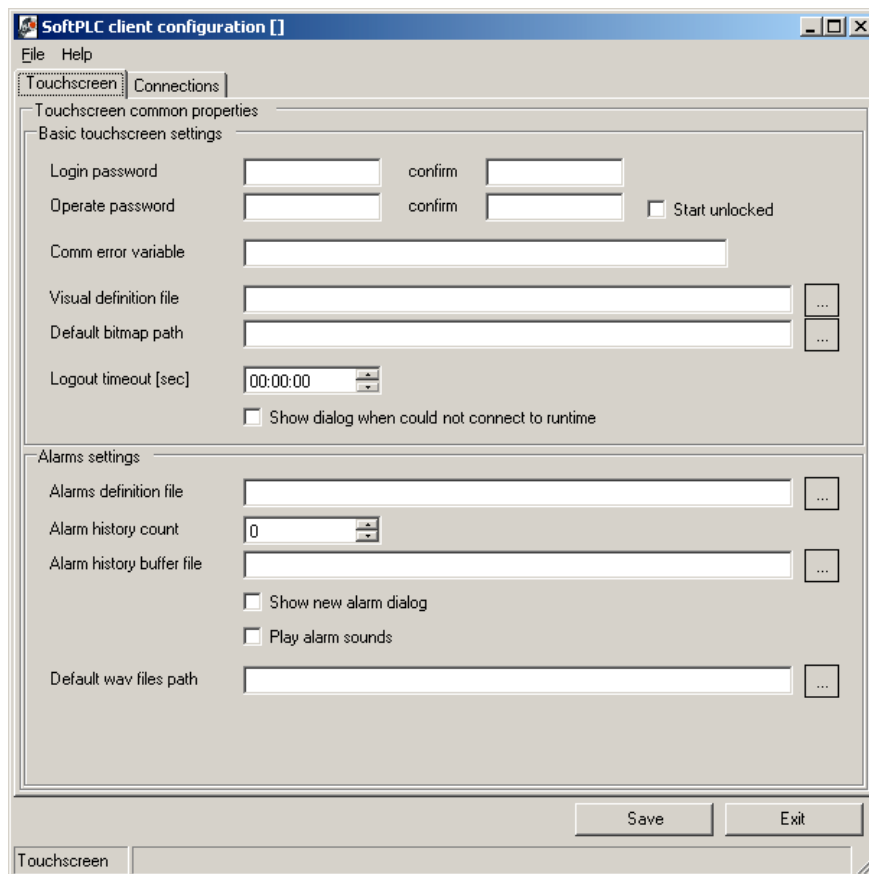 SoftPLC client configuration []
File Help
Touchscreen Connections
Touchscreen common properties
Basic touchscreen settings
Login password confirm
Operate password confirm Start unlocked
Comm error variable
Visual definition file ...
Default bitmap path ...
Logout timeout [sec] 00:00:00
Show dialog when could not connect to runtime
Alarms settings
Alarms definition file ...
Alarm history count 0
Alarm history buffer file ...
Show new alarm dialog
Play alarm sounds
Default wav files path ...
Save Exit
Touchscreen